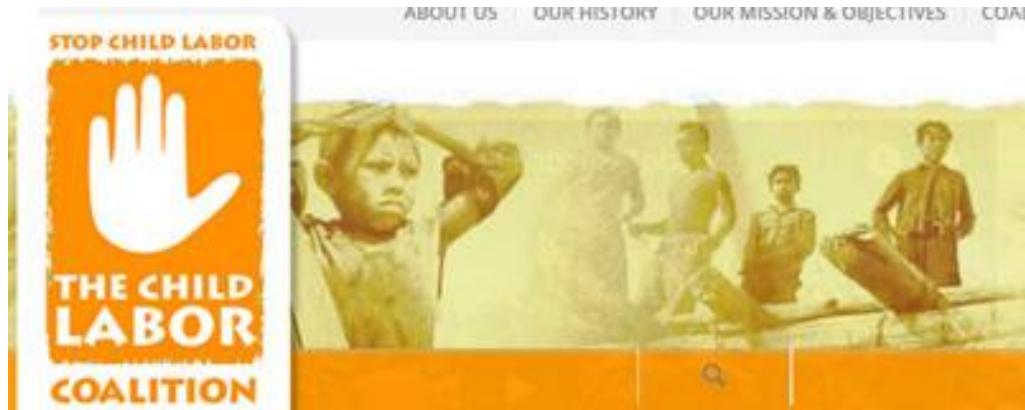 ABOUT US OUR HISTORY OUR MISSION & OBJECTIVES
STOP CHILD LABOR
THE CHILD
LABOR
COALITION